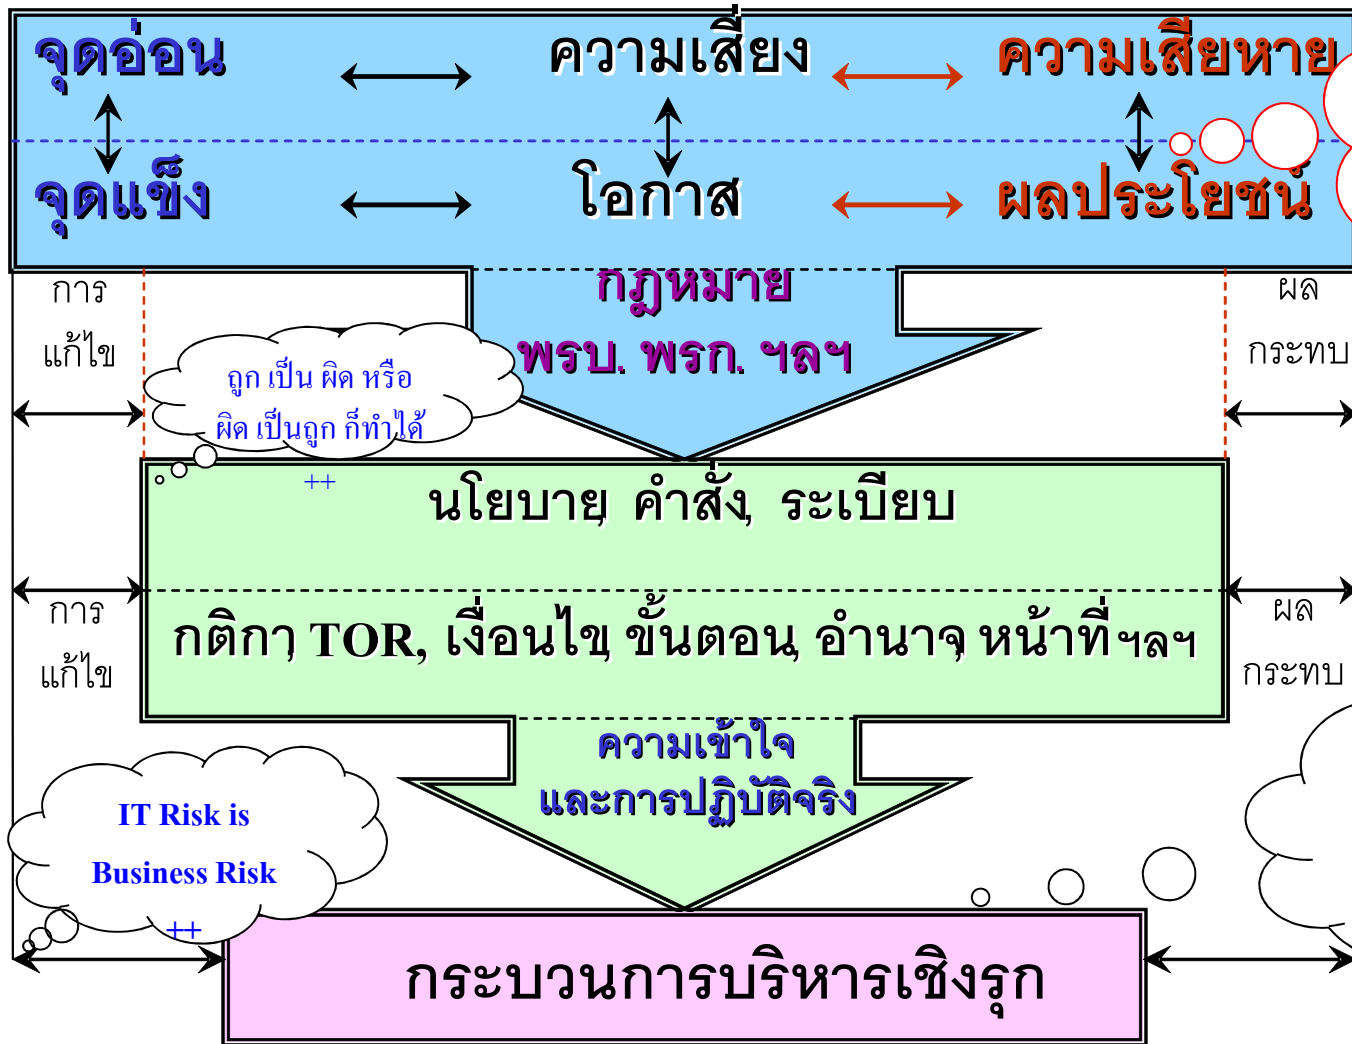 จุดอ่อน ความเสี่ยง ความเสียหาย
จุดแข็ง โอกาส ผลประโยชน์
กฎหมาย
พรบ. พรก. ฯลฯ
การ
แก้ไข
ผล
กระทบ
ถูก เป็น ผิด หรือ
ผิด เป็นถูก ก็ทำได้
++
นโยบาย, คำสั่ง, ระเบียบ
กติกา, TOR, เงื่อนไข, ขั้นตอน, อำนาจ, หน้าที่ ฯลฯ
การ
แก้ไข
ผล
กระทบ
ความเข้าใจ
และการปฏิบัติจริง
IT Risk is
Business Risk
++
กระบวนการบริหารเชิงรุก